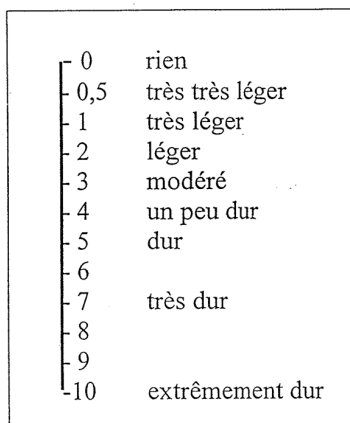 - 0 rien
- 0,5 très très léger
- 1 très léger
- 2 léger
- 3 modéré
- 4 un peu dur
- 5 dur
- 6
- 7 très dur
- 8
- 9
-10 extrêmement dur